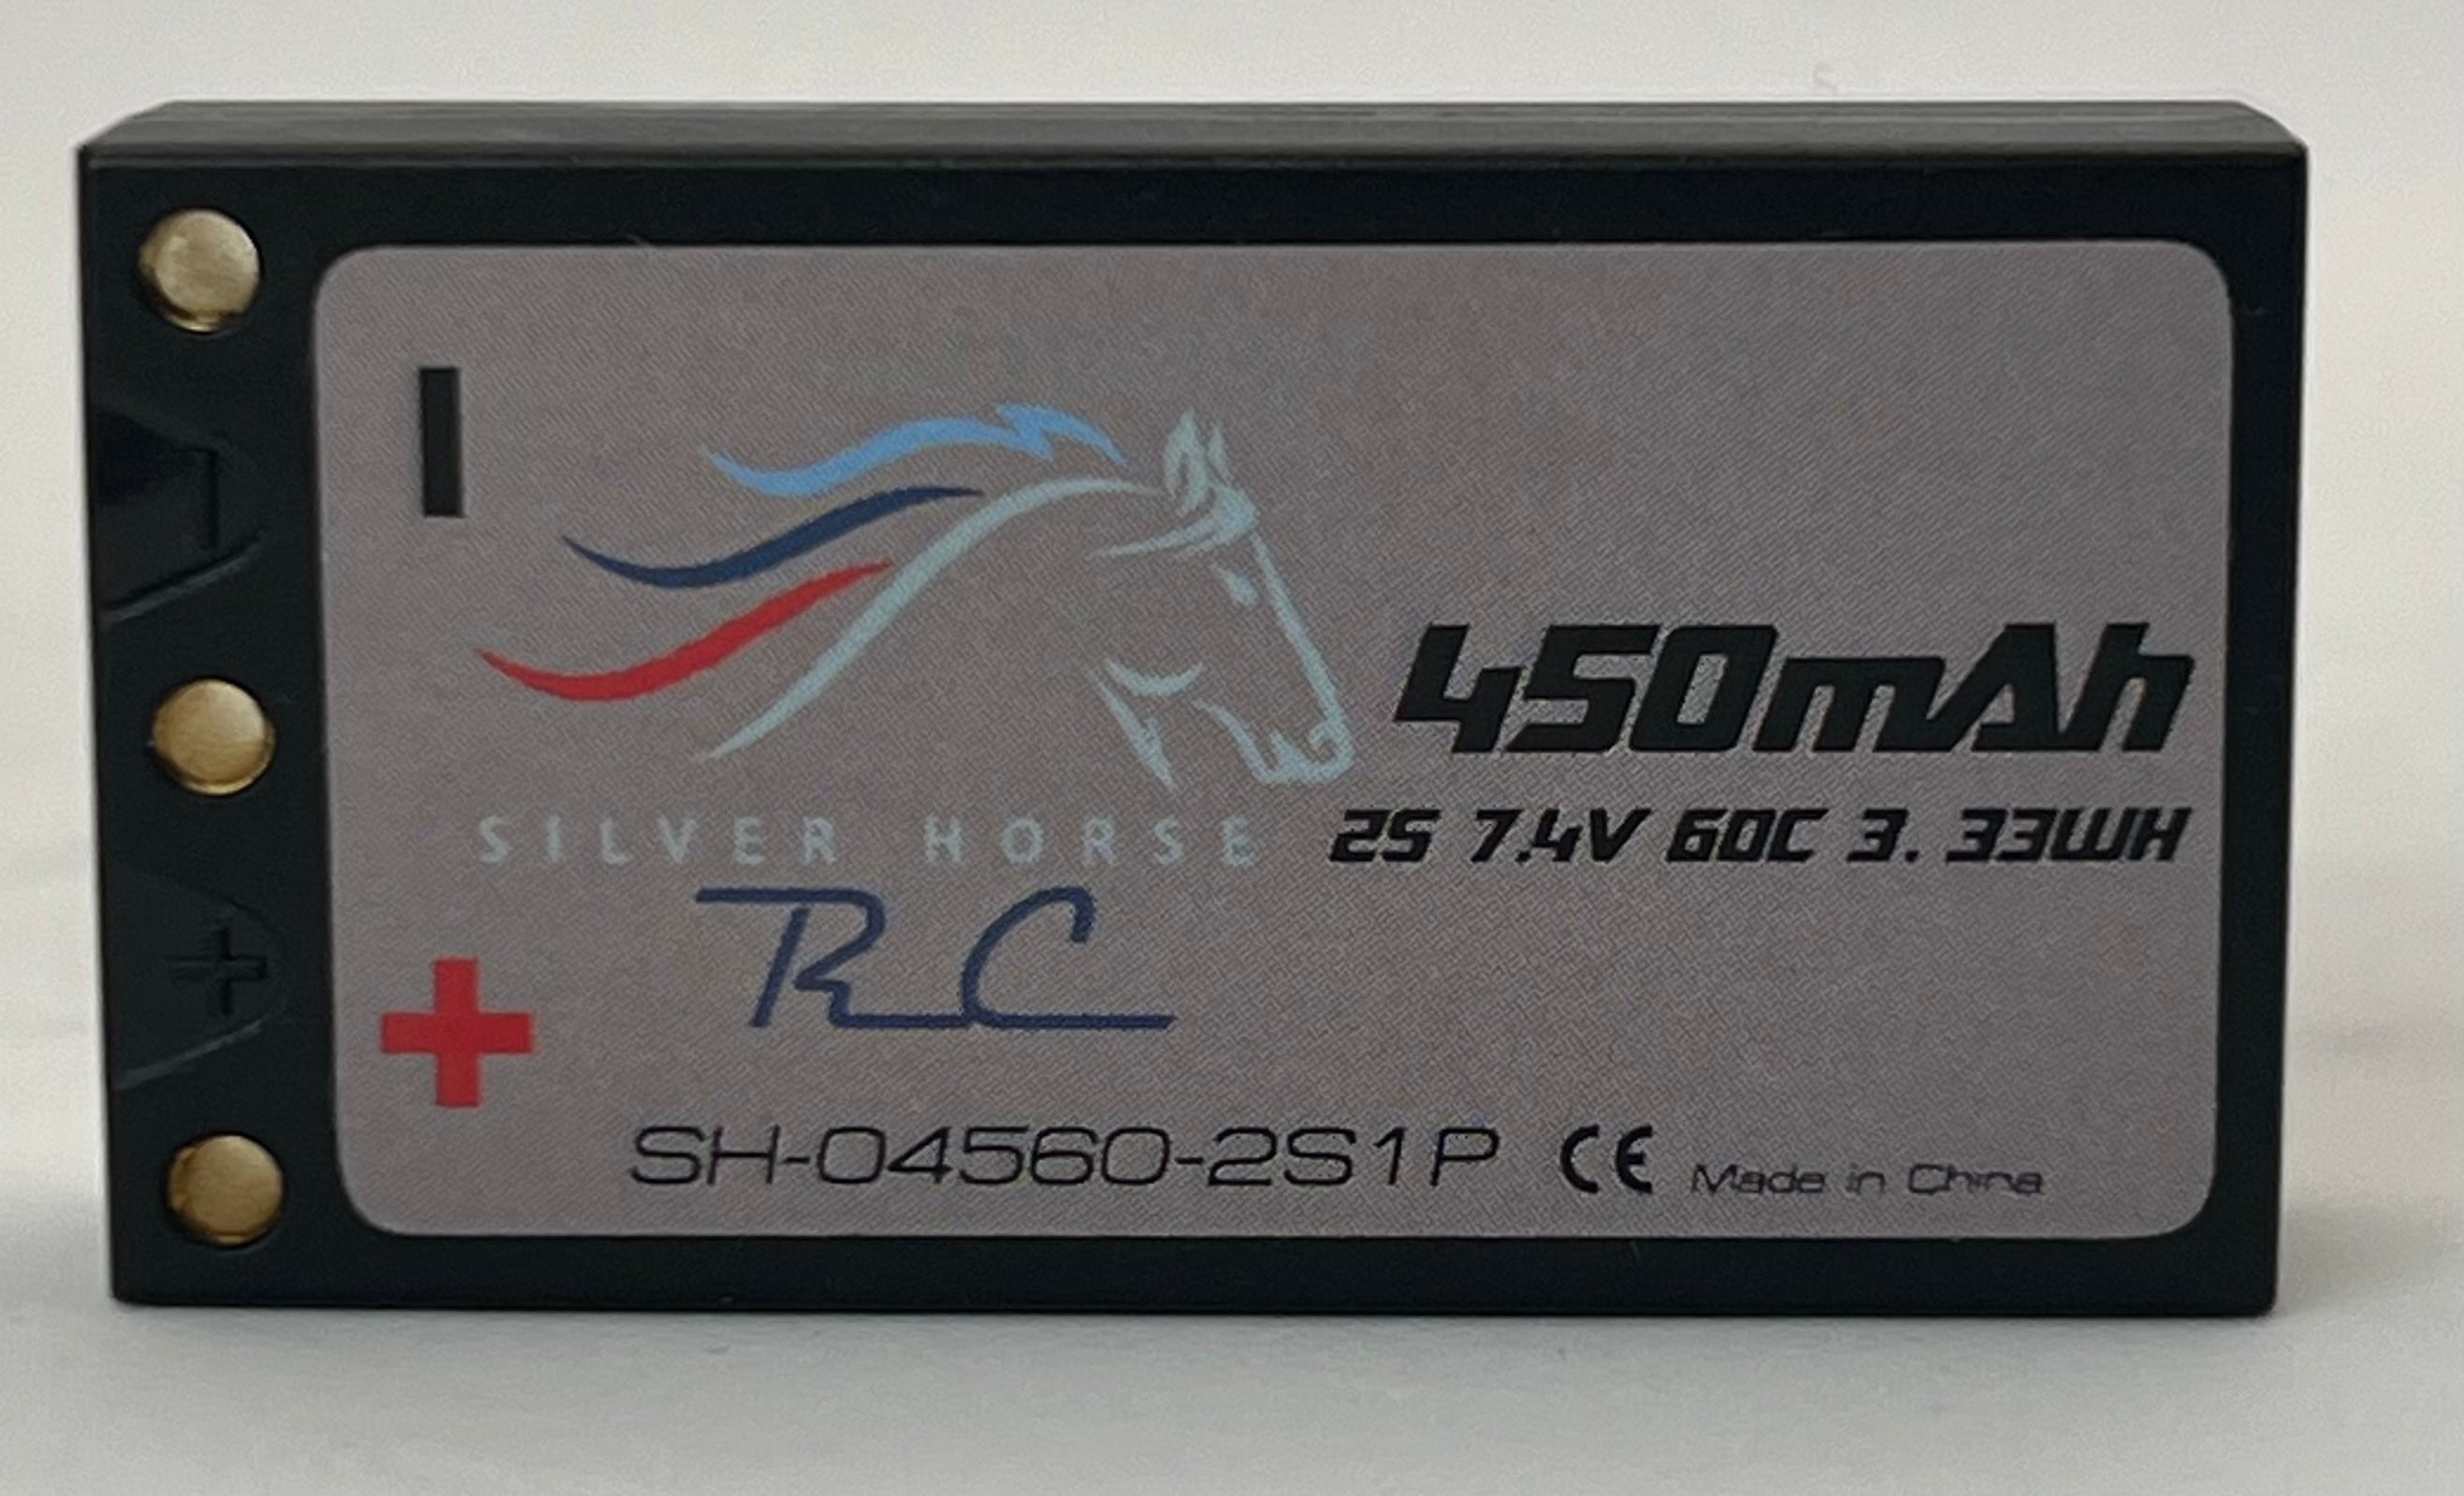 450mAh
SILVER HORSE
2S 7.4V 60C 3. 33WH
RC
SH-04560-2S1P CE Made in China